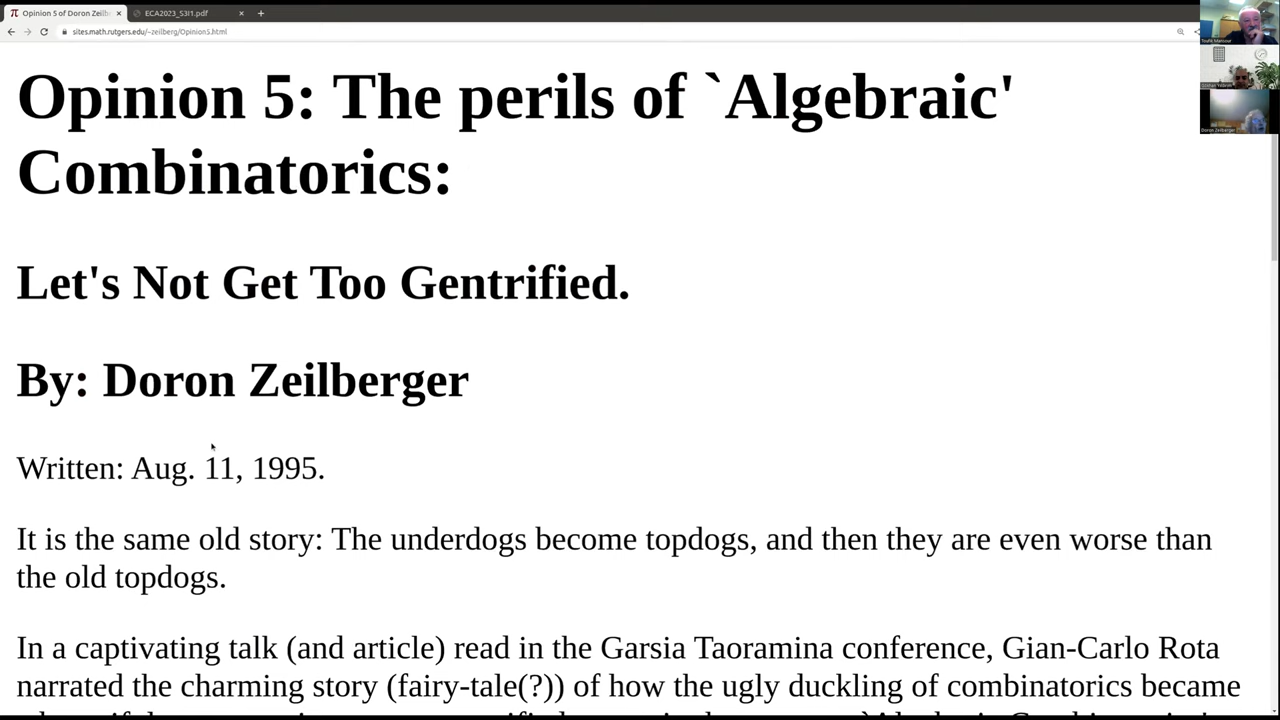 Opinion 5 of Doron Zeilb
ECA2023_S3I1.pdf
sites.math.rutgers.edu/~zeilberg/Opinion5.html
Opinion 5: The perils of `Algebraic'
Combinatorics:
Let's Not Get Too Gentrified.
By: Doron Zeilberger
Written: Aug. 11, 1995.
It is the same old story: The underdogs become topdogs, and then they are even worse than
the old topdogs.
In a captivating talk (and article) read in the Garsia Taoramina conference, Gian-Carlo Rota
narrated the charming story (fairy-tale(?)) of how the ugly duckling of combinatorics became
Toufik Mansour
Doron Zeilberger